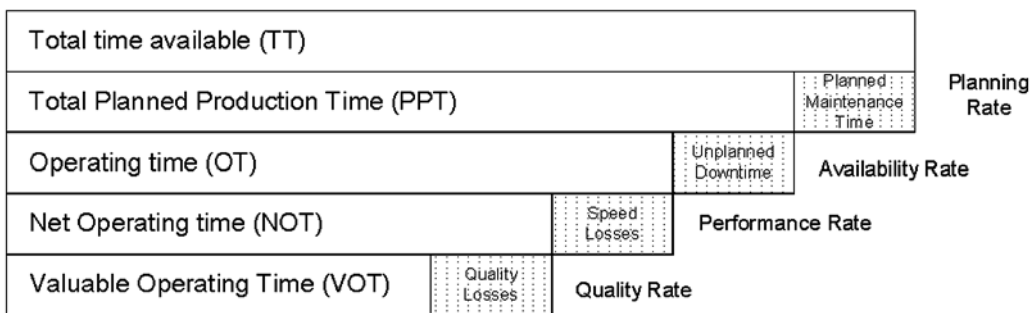 Total time available (TT)
Total Planned Production Time (PPT)
Planned
Maintenance
Time
Planning
Rate
Operating time (OT)
Unplanned
Downtime
Availability Rate
Net Operating time (NOT)
Speed
Losses
Performance Rate
Valuable Operating Time (VOT)
Quality
Losses
Quality Rate